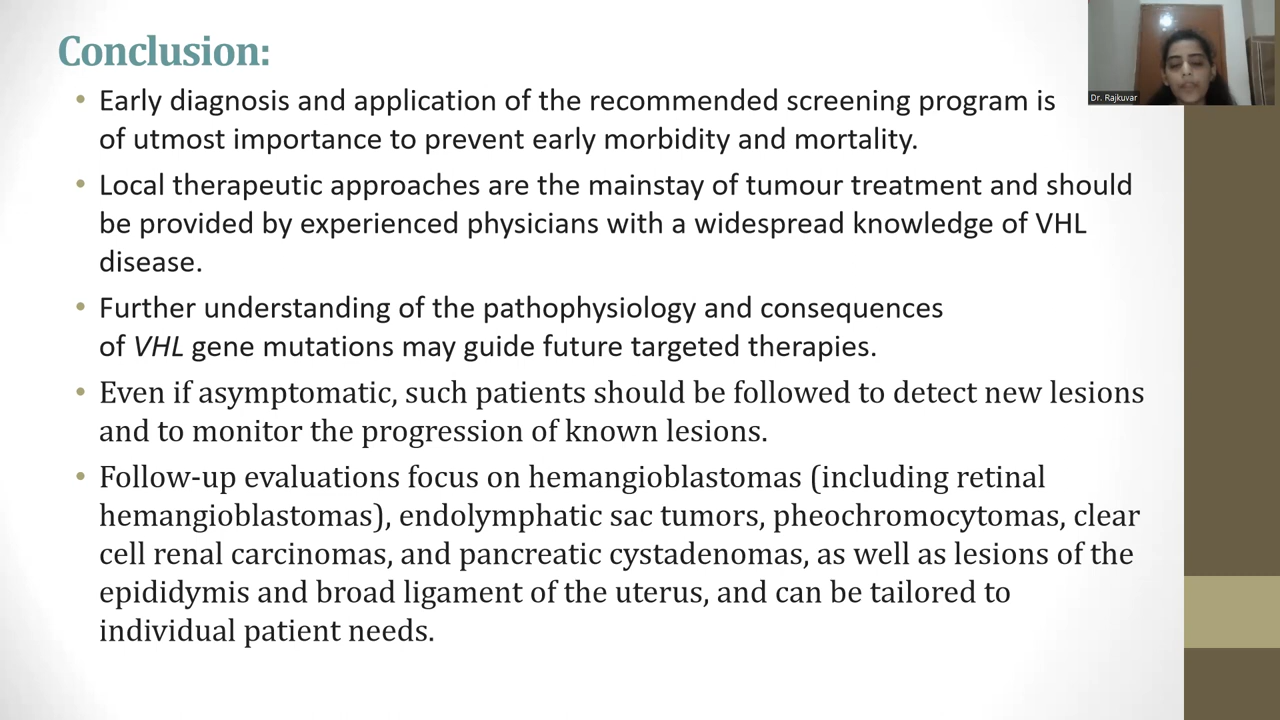 Conclusion:
• Early diagnosis and application of the recommended screening program is
of utmost importance to prevent early morbidity and mortality.
• Local therapeutic approaches are the mainstay of tumour treatment and should
be provided by experienced physicians with a widespread knowledge of VHL
disease.
• Further understanding of the pathophysiology and consequences
of VHL gene mutations may guide future targeted therapies.
• Even if asymptomatic, such patients should be followed to detect new lesions
and to monitor the progression of known lesions.
• Follow-up evaluations focus on hemangioblastomas (including retinal
hemangioblastomas), endolymphatic sac tumors, pheochromocytomas, clear
cell renal carcinomas, and pancreatic cystadenomas, as well as lesions of the
epididymis and broad ligament of the uterus, and can be tailored to
individual patient needs.
Dr. Rajkuvar